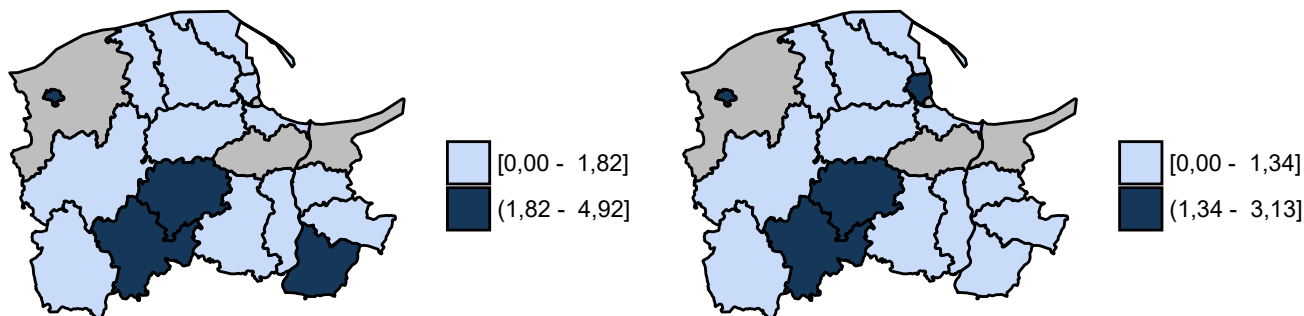 [0,00 - 1,82]
(1,82 - 4,92]
[0,00 - 1,34]
(1,34 - 3,13]